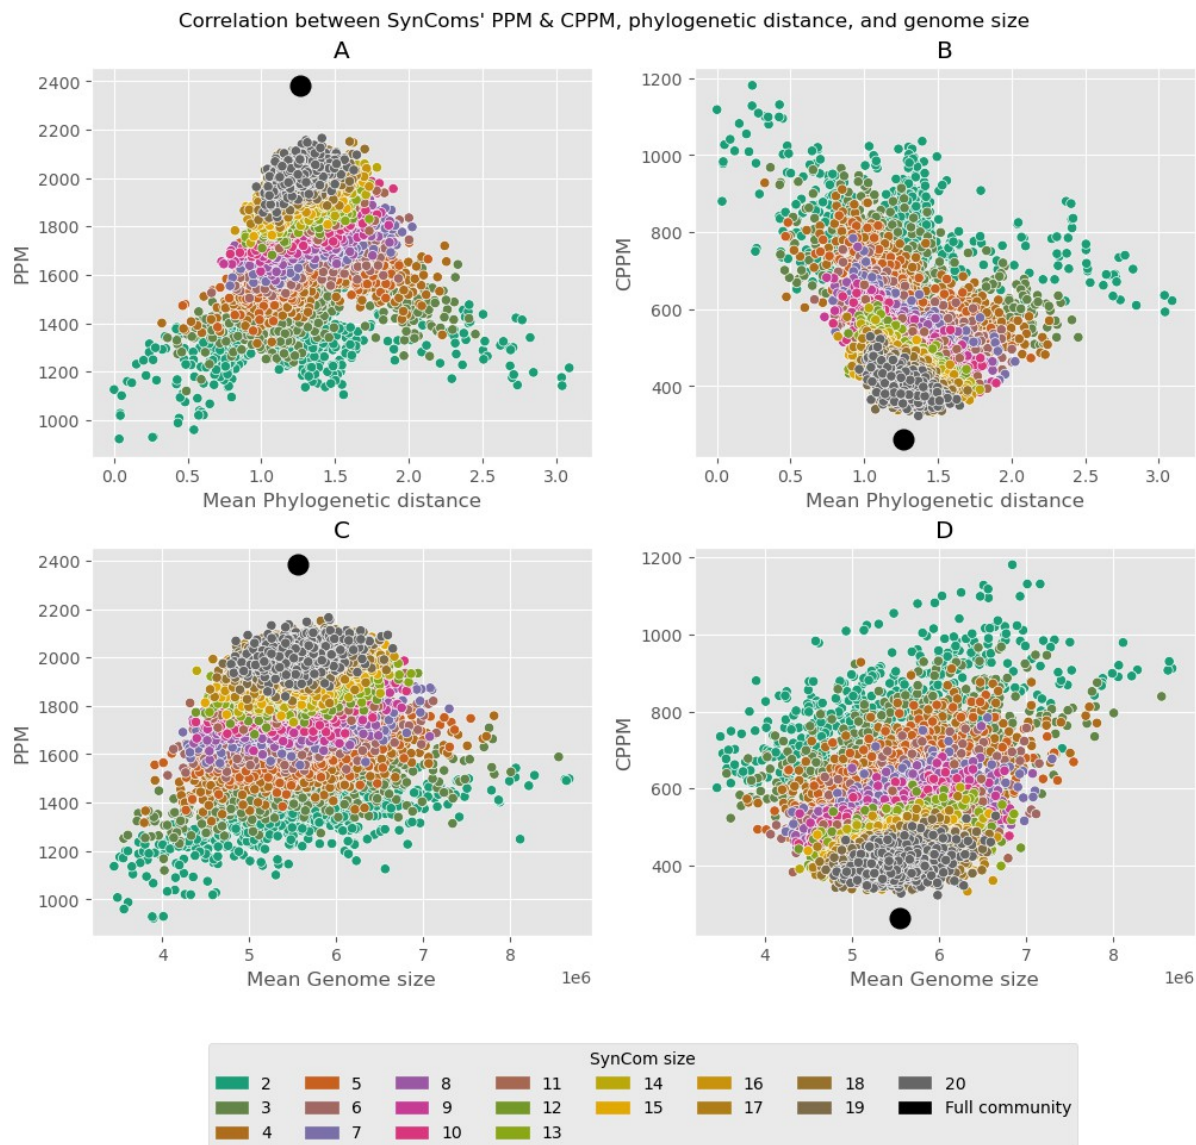 Correlation between SynComs' PPM & CPPM, phylogenetic distance, and genome size
A
2400
2200
2000
1800
1600
1400
1200
1000
PPM
0.0 0.5 1.0 1.5 2.0 2.5 3.0
Mean Phylogenetic distance
B
1200
1000
800
600
400
CPPM
0.0 0.5 1.0 1.5 2.0 2.5 3.0
Mean Phylogenetic distance
C
2400
2200
2000
1800
1600
1400
1200
1000
PPM
4 5 6 7 8
Mean Genome size 1e6
D
1200
1000
800
600
400
CPPM
4 5 6 7 8
Mean Genome size 1e6
SynCom size
2 5 8 11 14 16 18 20
3 6 9 12 15 17 19 Full community
4 7 10 13